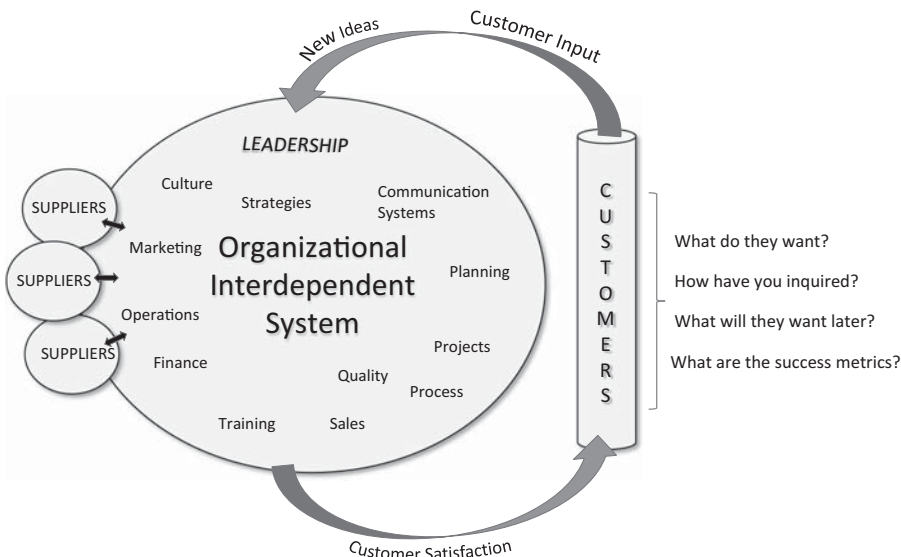 New Ideas
Customer Input
LEADERSHIP
Culture
Strategies
Communication
Systems
SUPPLIERS
Marketing
Organizational
Interdependent
System
Planning
SUPPLIERS
Operations
SUPPLIERS
Finance
Projects
Quality
Process
Training
Sales
CUSTOMERS
What do they want?
How have you inquired?
What will they want later?
What are the success metrics?
Customer Satisfaction